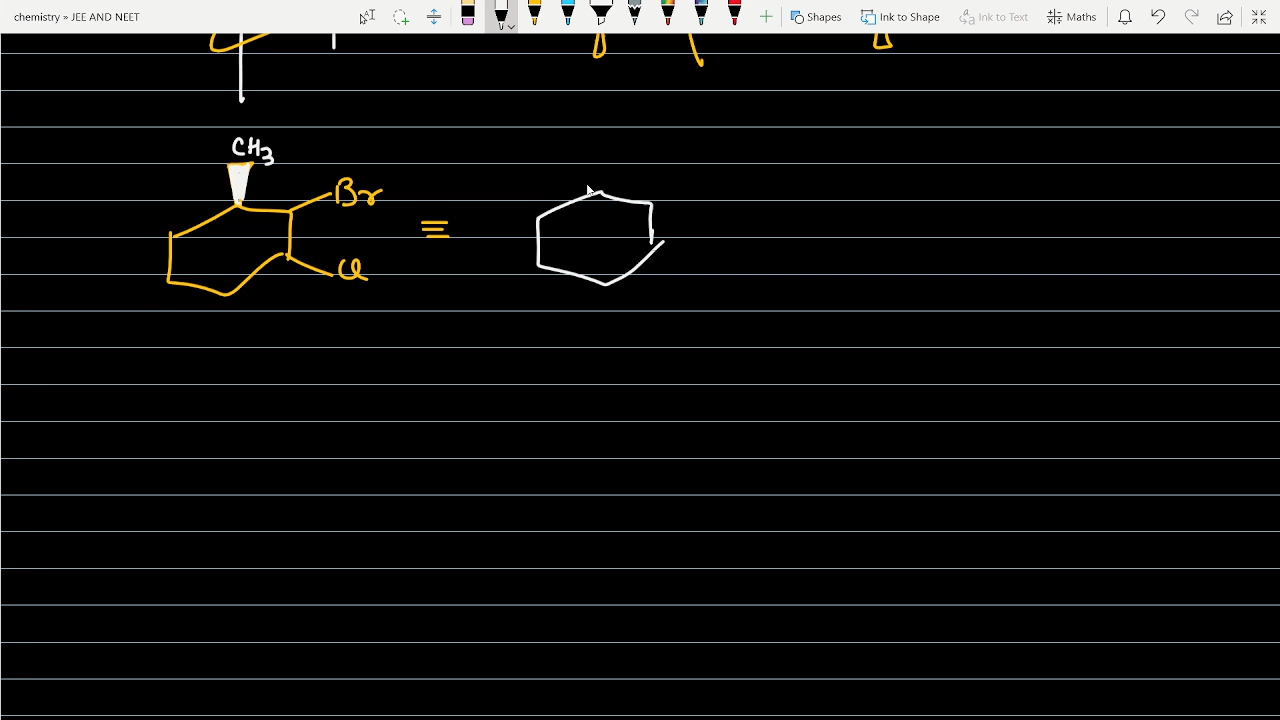 chemistry » JEE AND NEET
Shapes Ink to Shape Ink to Text Maths
CH3
Br
≡
Cl